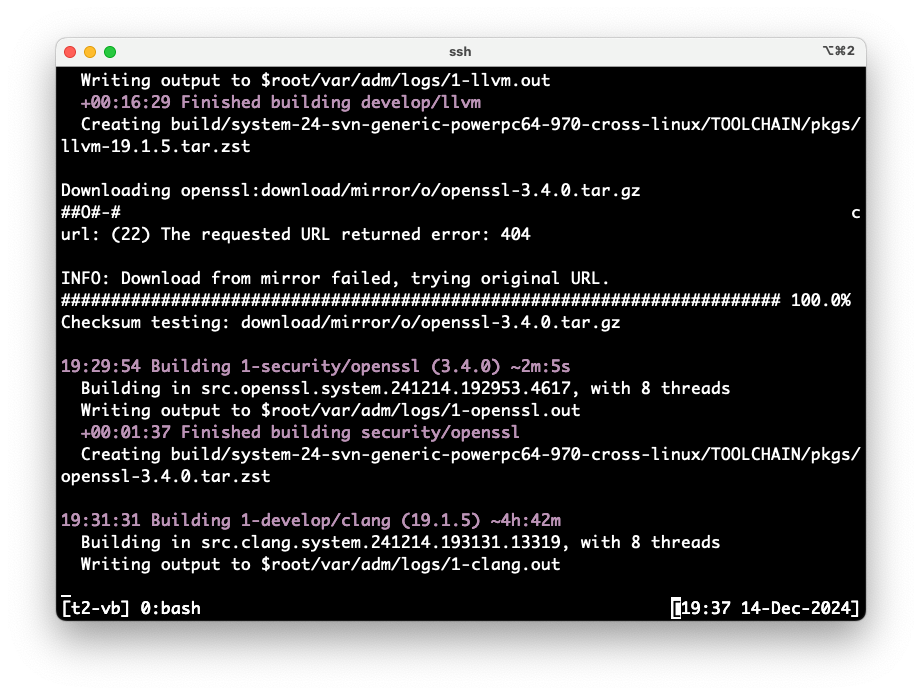 ssh
⌥⌘2
Writing output to $root/var/adm/logs/1-llvm.out
+00:16:29 Finished building develop/llvm
Creating build/system-24-svn-generic-powerpc64-970-cross-linux/TOOLCHAIN/pkgs/
llvm-19.1.5.tar.zst
Downloading openssl:download/mirror/o/openssl-3.4.0.tar.gz
##O#-# c
url: (22) The requested URL returned error: 404
INFO: Download from mirror failed, trying original URL.
######################################################################## 100.0%
Checksum testing: download/mirror/o/openssl-3.4.0.tar.gz
19:29:54 Building 1-security/openssl (3.4.0) ~2m:5s
Building in src.openssl.system.241214.192953.4617, with 8 threads
Writing output to $root/var/adm/logs/1-openssl.out
+00:01:37 Finished building security/openssl
Creating build/system-24-svn-generic-powerpc64-970-cross-linux/TOOLCHAIN/pkgs/
openssl-3.4.0.tar.zst
19:31:31 Building 1-develop/clang (19.1.5) ~4h:42m
Building in src.clang.system.241214.193131.13319, with 8 threads
Writing output to $root/var/adm/logs/1-clang.out
[t2-vb] 0:bash [19:37 14-Dec-2024]